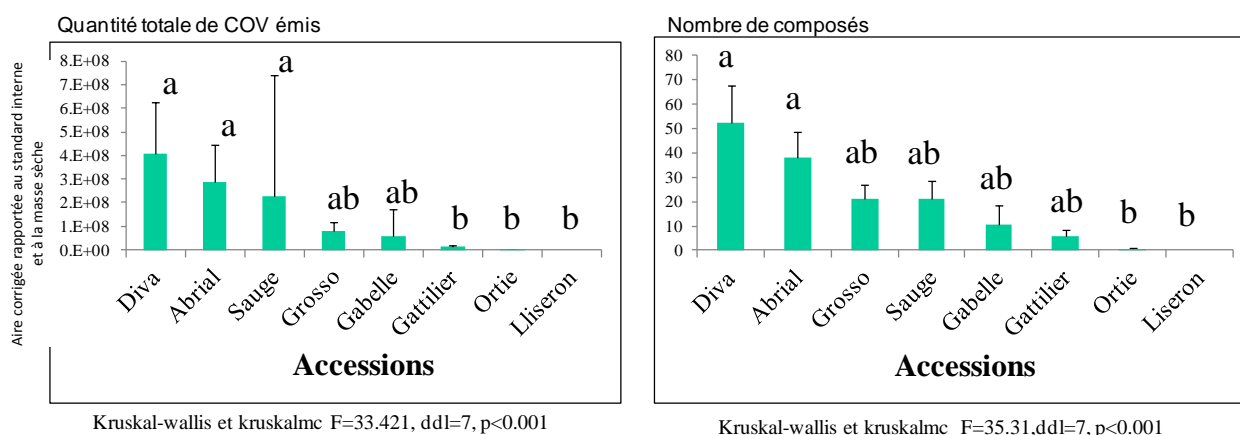 Quantité totale de COV émis
Aire corrigée rapportée au standard interne
et à la masse sèche
8.E+08
7.E+08
6.E+08
5.E+08
4.E+08
3.E+08
2.E+08
1.E+08
0.E+00
a
a
a
ab
ab
b
b
b
Diva
Abrial
Sauge
Grosso
Gabelle
Gattilier
Ortie
Lliseron
Accessions
Kruskal-wallis et kruskalmc F=33.421, ddl=7, p<0.001
Nombre de composés
80
70
60
50
40
30
20
10
0
a
a
ab
ab
ab
ab
b
b
Diva
Abrial
Grosso
Sauge
Gabelle
Gattilier
Ortie
Liseron
Accessions
Kruskal-wallis et kruskalmc F=35.31,ddl=7, p<0.001